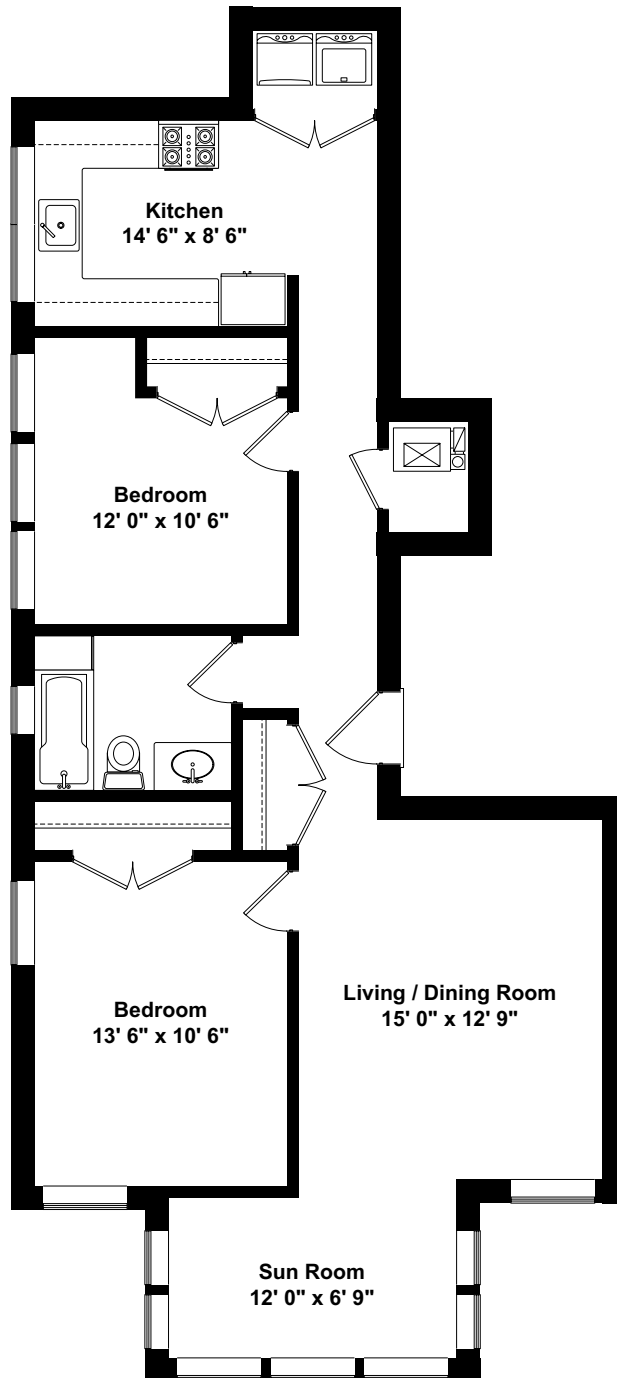 Kitchen
14' 6" x 8' 6"
Bedroom
12' 0" x 10' 6"
Living / Dining Room
15' 0" x 12' 9"
Bedroom
13' 6" x 10' 6"
Sun Room
12' 0" x 6' 9"